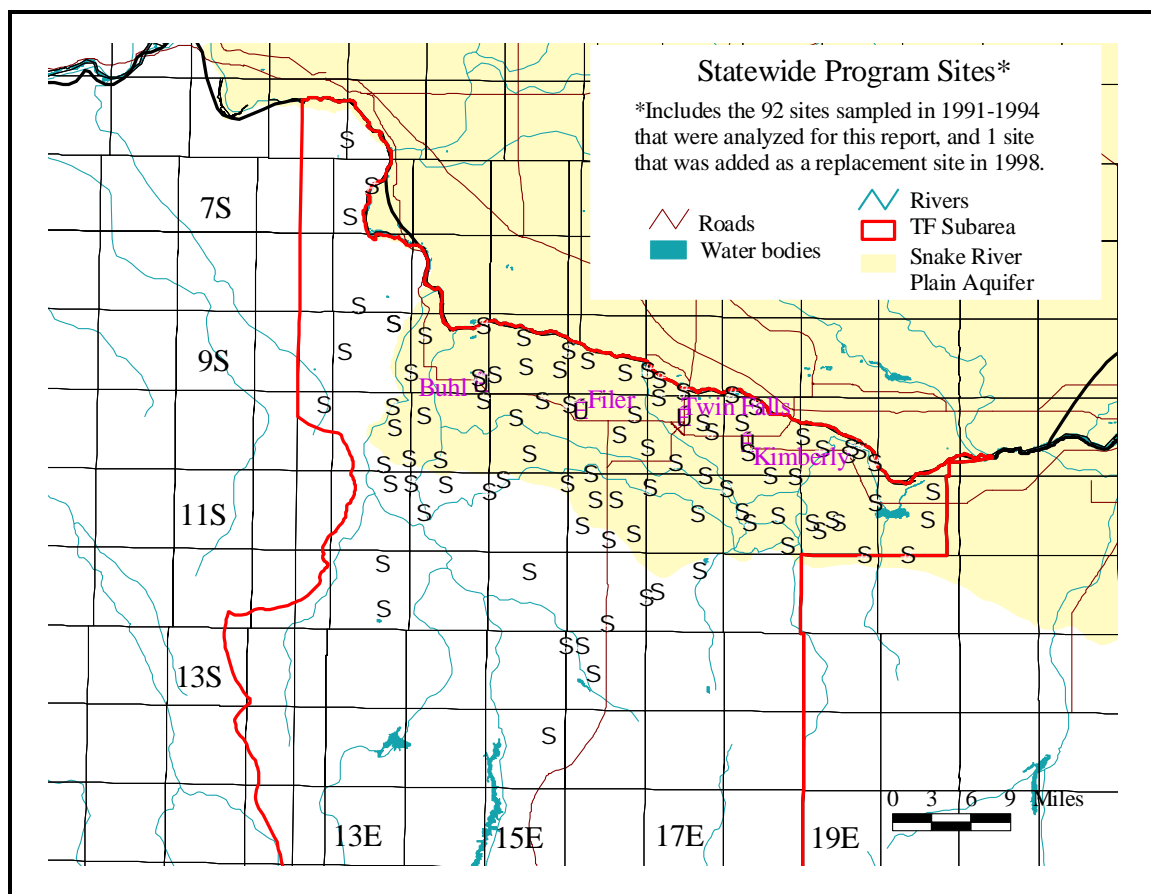 Statewide Program Sites*
*Includes the 92 sites sampled in 1991-1994
that were analyzed for this report, and 1 site
that was added as a replacement site in 1998.
Roads
Water bodies
Rivers
TF Subarea
Snake River
Plain Aquifer
7S
9S
11S
13S
Buhl
Filer
Twin Falls
Kimberly
13E
15E
17E
19E
0 3 6 9 Miles